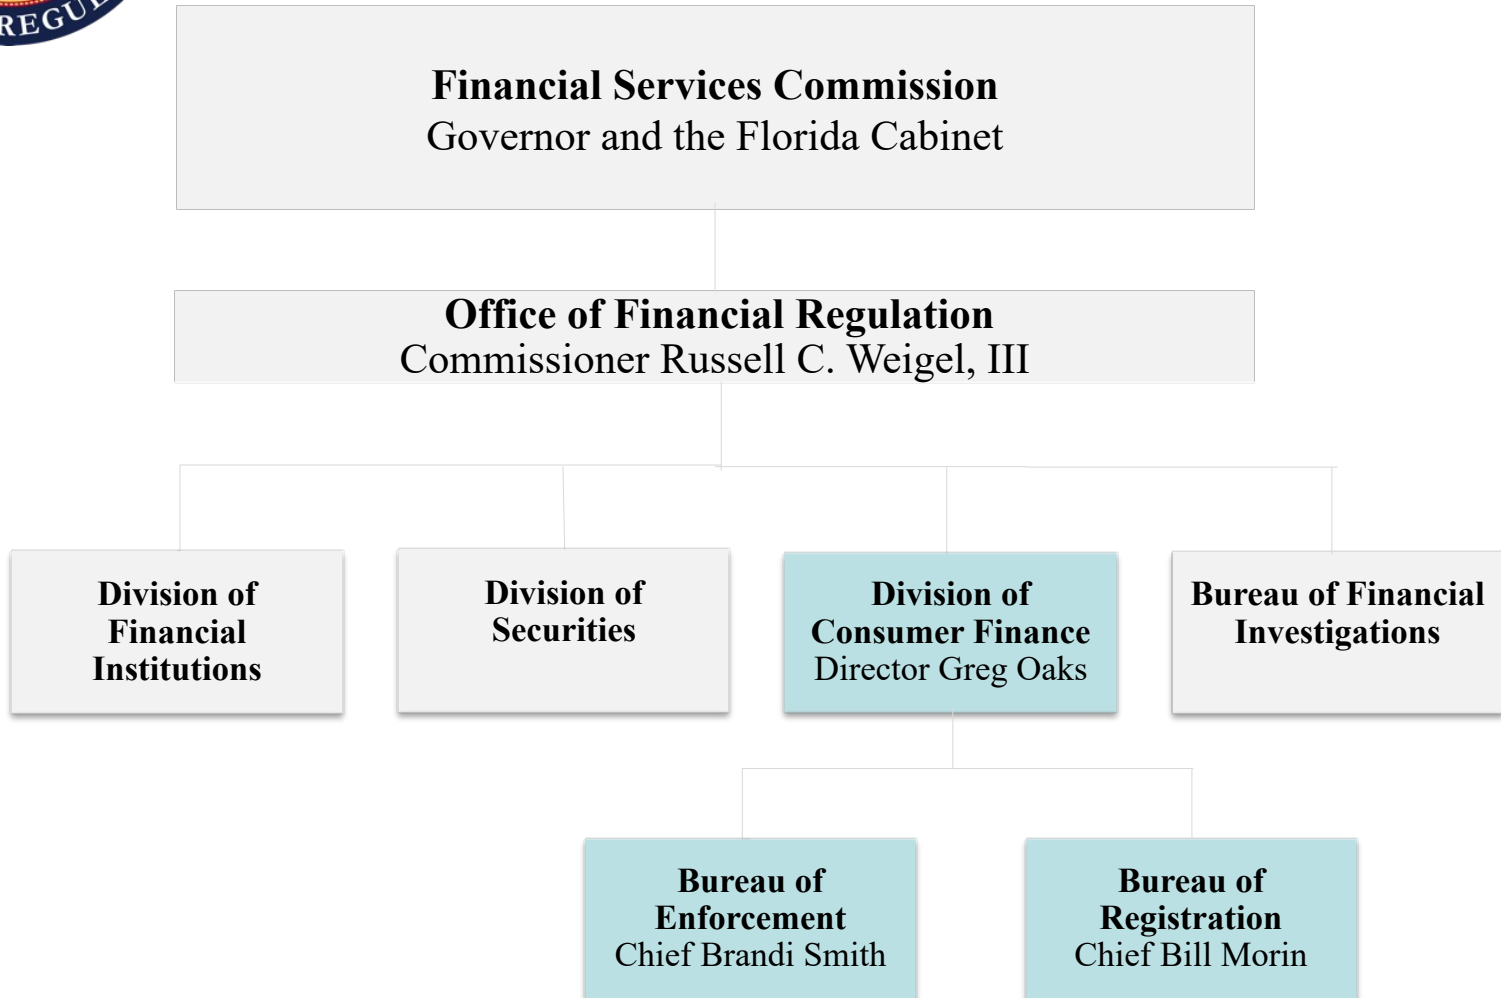 REGU
Financial Services Commission
Governor and the Florida Cabinet
Office of Financial Regulation
Commissioner Russell C. Weigel, III
Division of
Financial
Institutions
Division of
Securities
Division of
Consumer Finance
Director Greg Oaks
Bureau of Financial
Investigations
Bureau of
Enforcement
Chief Brandi Smith
Bureau of
Registration
Chief Bill Morin